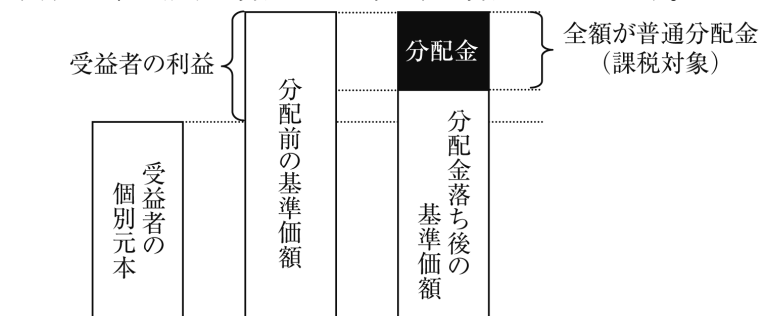 受益者の利益
分配金
全額が普通分配金
（課税対象）
分配前の基準価額
分配金落ち後の
基準価額
受益者の
個別元本